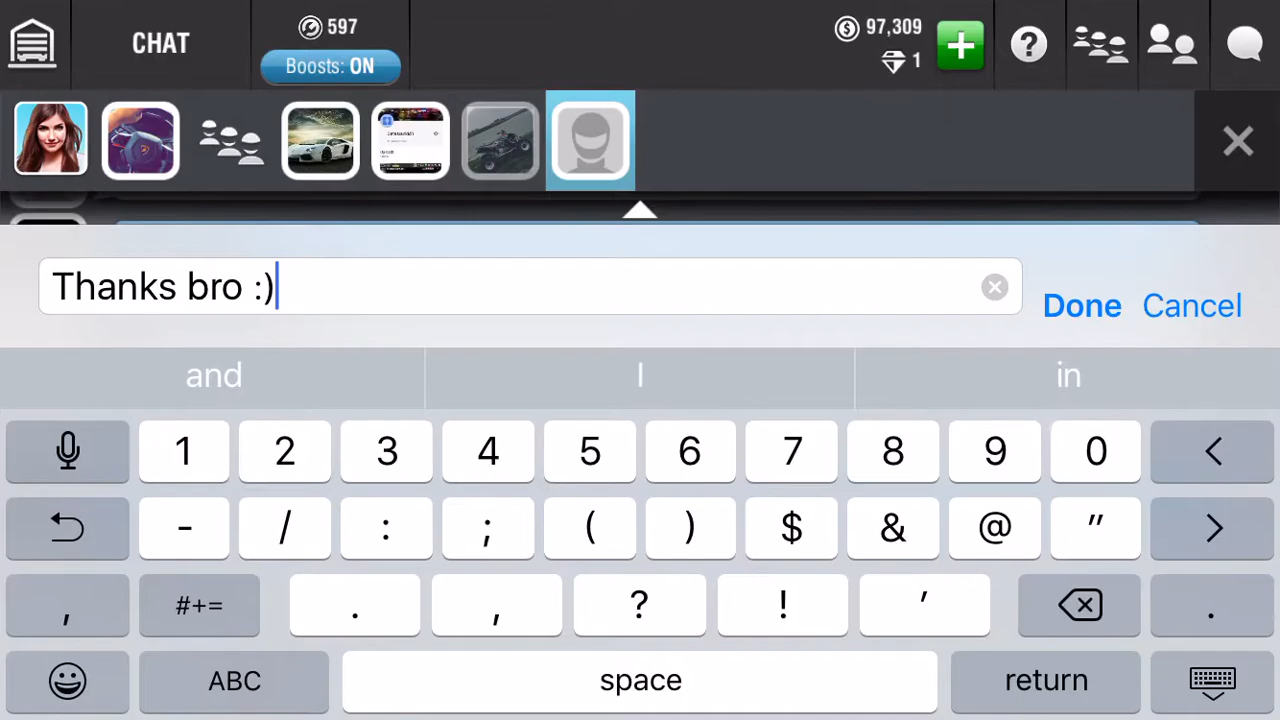 CHAT
597
Boosts: ON
97,309
1
?
Thanks bro :)
Done Cancel
and I in
1 2 3 4 5 6 7 8 9 0 <
- / : ; ( ) $ & @ " >
, #+= . , ? ! ' .
ABC space return